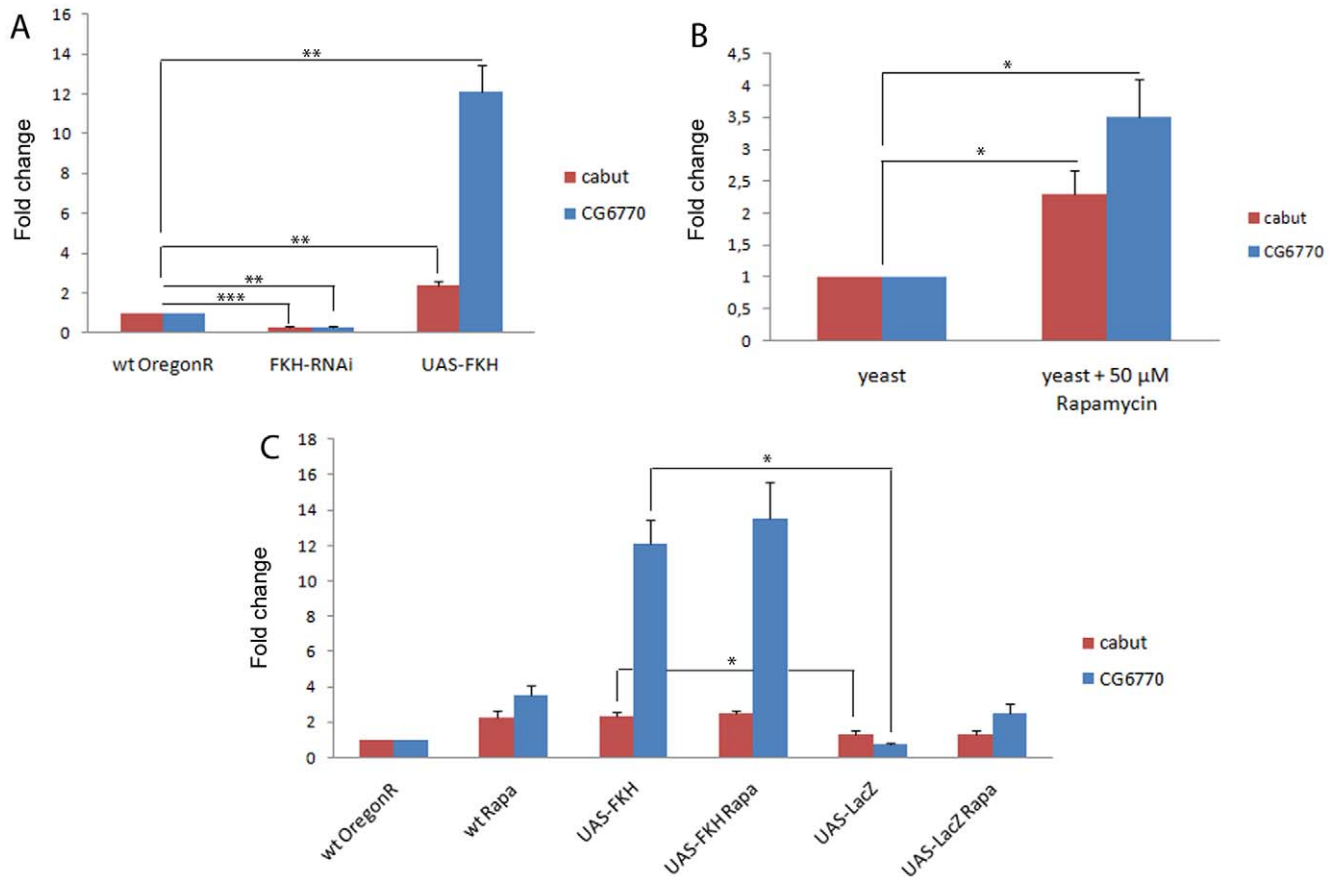 A
16
14
12
10
8
6
4
2
0
Fold change
**
**
**
***
wt OregonR
FKH-RNAi
UAS-FKH
cabut
CG6770
B
4,5
4
3,5
3
2,5
2
1,5
1
0,5
0
Fold change
*
*
yeast
yeast + 50 µM
Rapamycin
cabut
CG6770
C
18
16
14
12
10
8
6
4
2
0
Fold change
*
*
wt OregonR
wt Rapa
UAS-FKH
UAS-FKH Rapa
UAS-LacZ
UAS-LacZ Rapa
cabut
CG6770